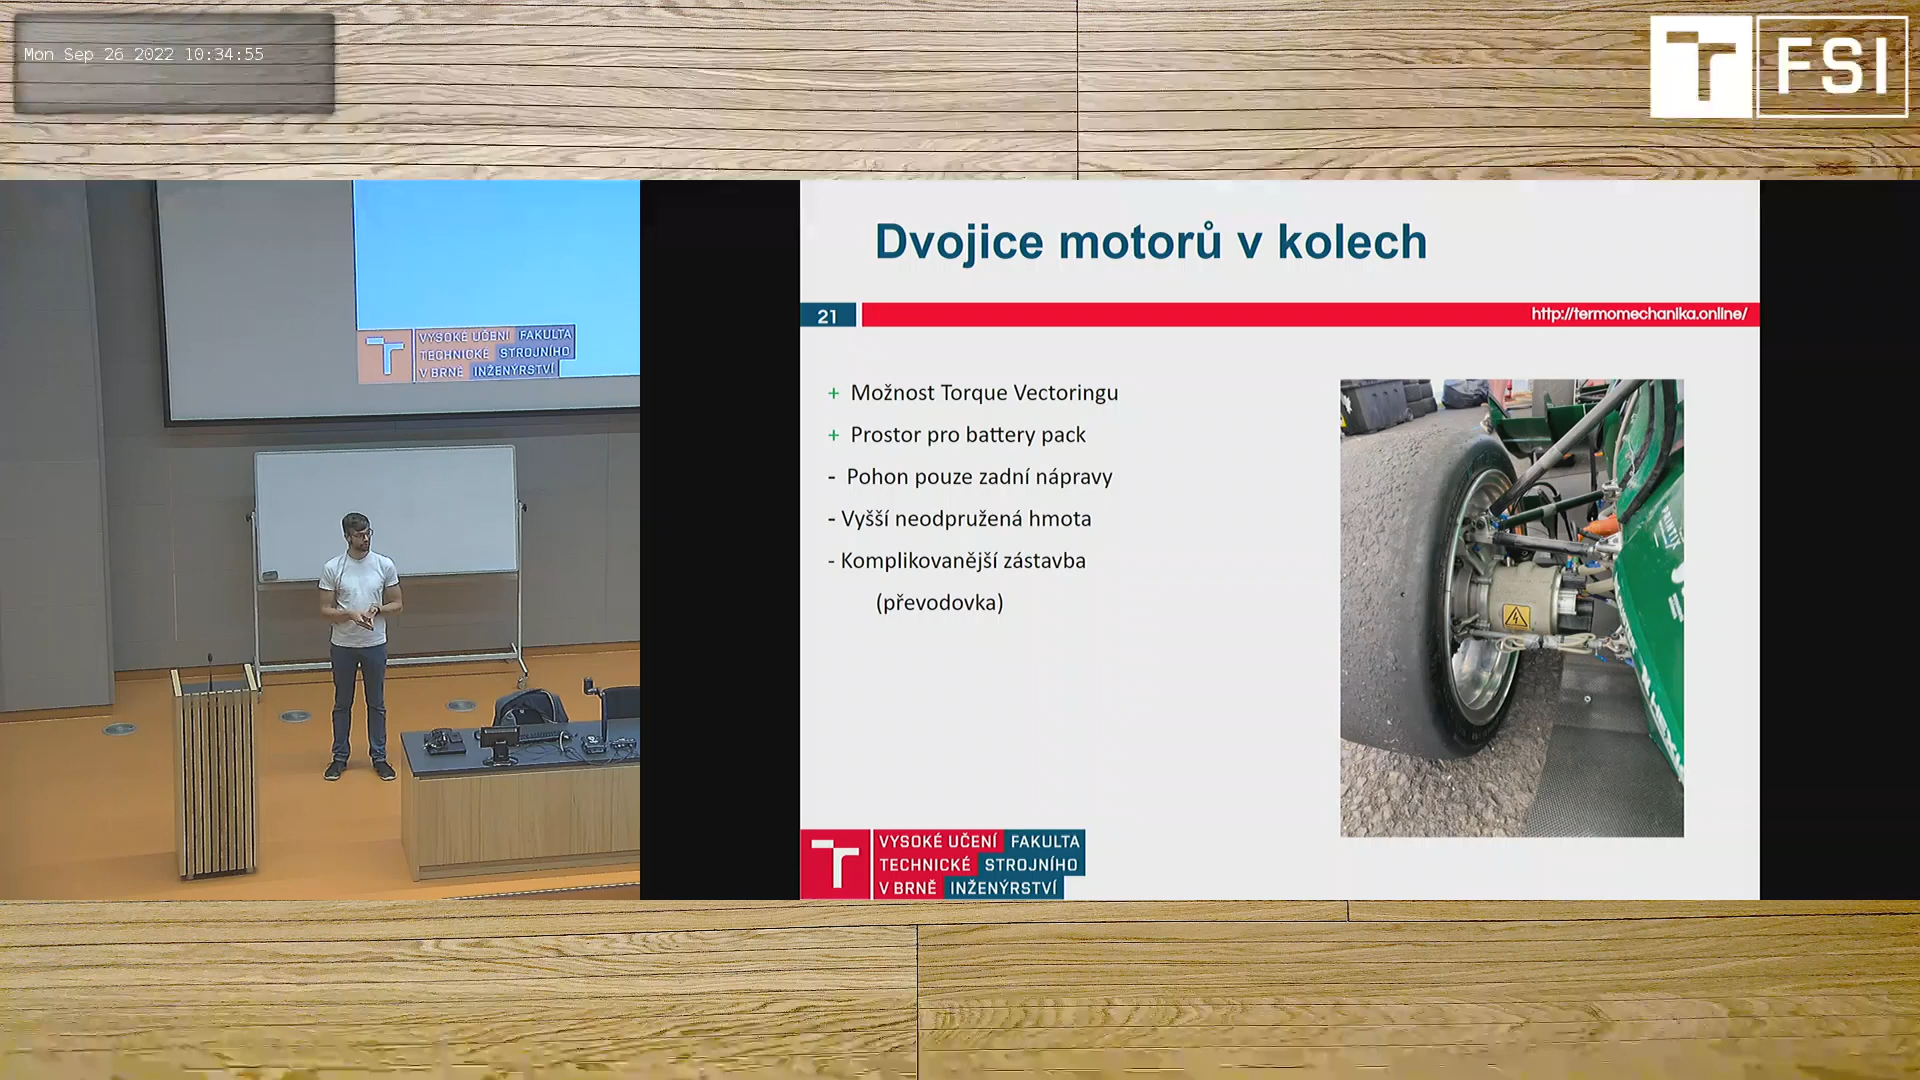 Mon Sep 26 2022 10:34:55
FSI
VYSOKÉ UČENÍ FAKULTA
TECHNICKÉ STROJNÍHO
V BRNĚ INŽENÝRSTVÍ
Dvojice motorů v kolech
21
http://termomechanika.online/
+ Možnost Torque Vectoringu
+ Prostor pro battery pack
- Pohon pouze zadní nápravy
- Vyšší neodpružená hmota
- Komplikovanější zástavba
(převodovka)
VYSOKÉ UČENÍ FAKULTA
TECHNICKÉ STROJNÍHO
V BRNĚ INŽENÝRSTVÍ